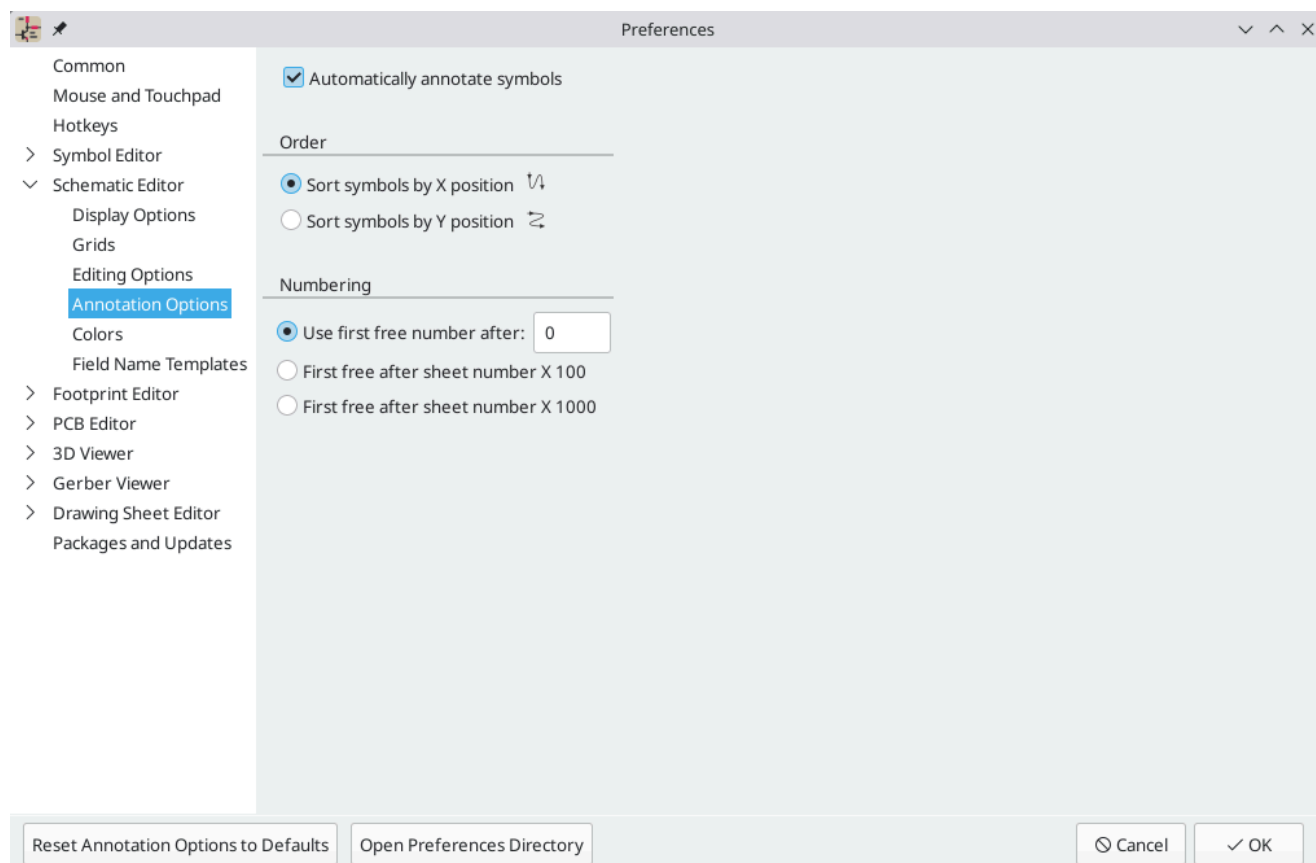 Preferences
Common
Mouse and Touchpad
Hotkeys
Symbol Editor
Schematic Editor
Display Options
Grids
Editing Options
Annotation Options
Colors
Field Name Templates
Footprint Editor
PCB Editor
3D Viewer
Gerber Viewer
Drawing Sheet Editor
Packages and Updates
Automatically annotate symbols
Order
Sort symbols by X position
Sort symbols by Y position
Numbering
Use first free number after: 0
First free after sheet number X 100
First free after sheet number X 1000
Reset Annotation Options to Defaults
Open Preferences Directory
Cancel
OK